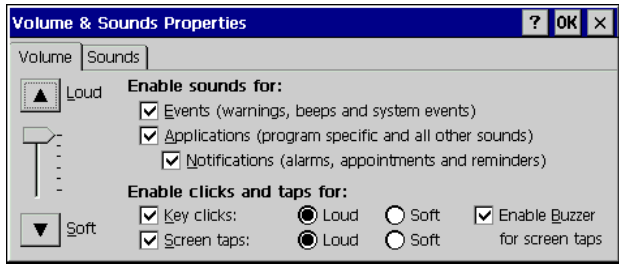 Volume & Sounds Properties ? OK ×
Volume Sounds
Loud
Enable sounds for:
Events (warnings, beeps and system events)
Applications (program specific and all other sounds)
Notifications (alarms, appointments and reminders)
Enable clicks and taps for:
Soft
Key clicks: Loud Soft Enable Buzzer
Screen taps: Loud Soft for screen taps